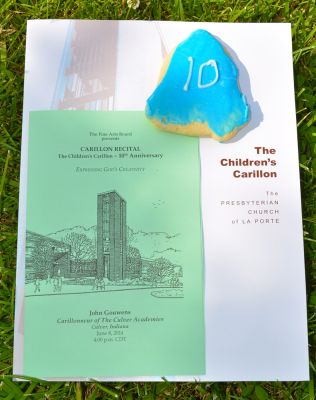 10
The Fine Arts Board
presents
CARILLON RECITAL
The Children's Carillon – 10th Anniversary
EXPRESSING GOD'S CREATIVITY
John Gouwens
Carillonneur of The Culver Academies
Culver, Indiana
June 8, 2014
4:00 p.m. CDT
The
Children's
Carillon
The
PRESBYTERIAN
CHURCH
of LA PORTE